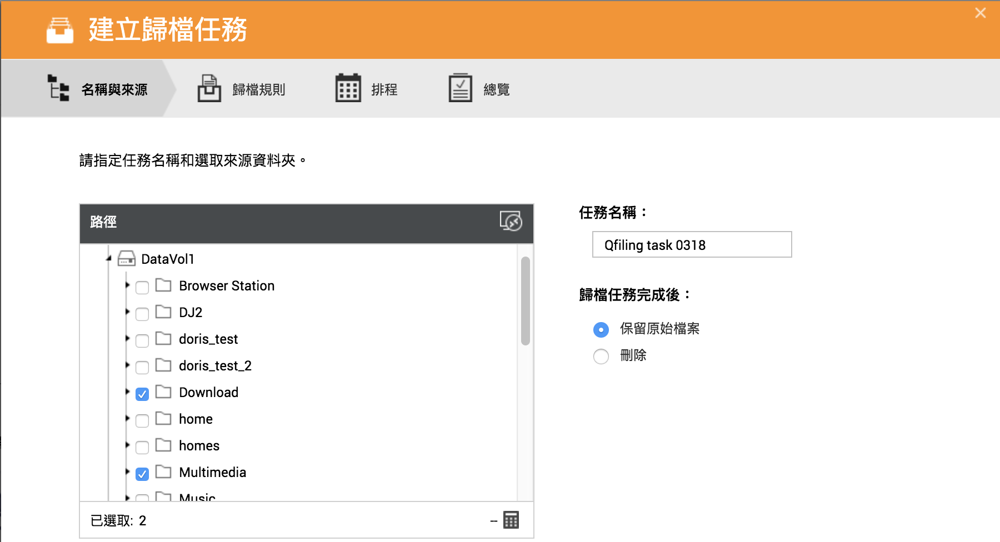 建立歸檔任務
名稱與來源
歸檔規則
排程
總覽
請指定任務名稱和選取來源資料夾。
路徑
DataVol1
Browser Station
DJ2
doris_test
doris_test_2
Download
home
homes
Multimedia
Music
已選取: 2
--
任務名稱：
Qfiling task 0318
歸檔任務完成後：
保留原始檔案
刪除